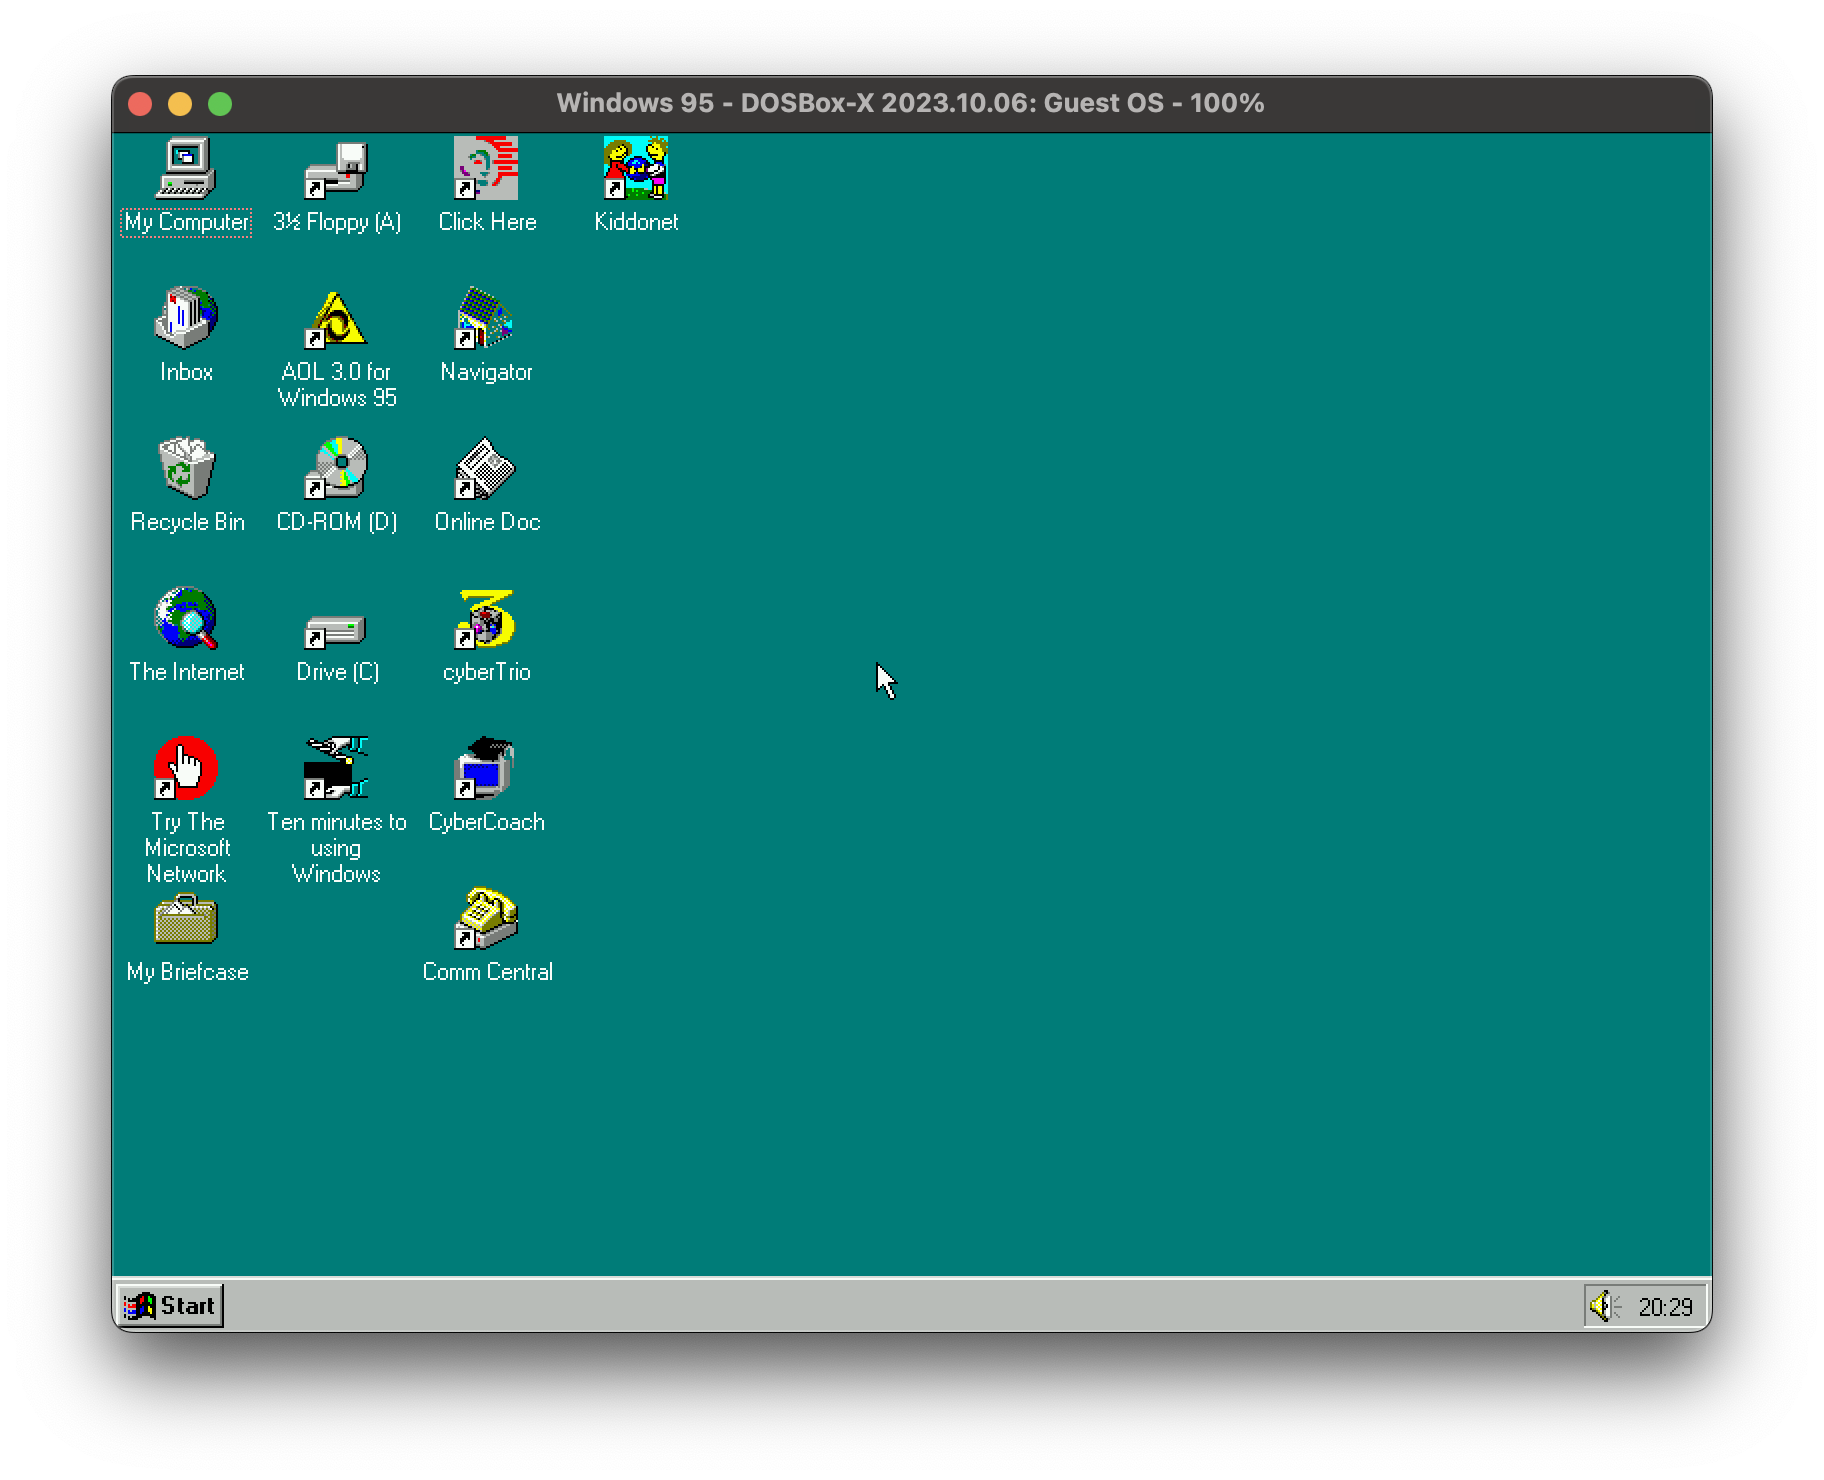 Windows 95 - DOSBox-X 2023.10.06: Guest OS - 100%
My Computer
3½ Floppy (A)
Click Here
Kiddonet
Inbox
AOL 3.0 for
Windows 95
Navigator
Recycle Bin
CD-ROM (D)
Online Doc
The Internet
Drive (C)
3
cyberTrio
Try The
Microsoft
Network
Ten minutes to
using
Windows
CyberCoach
My Briefcase
Comm Central
Start
20:29